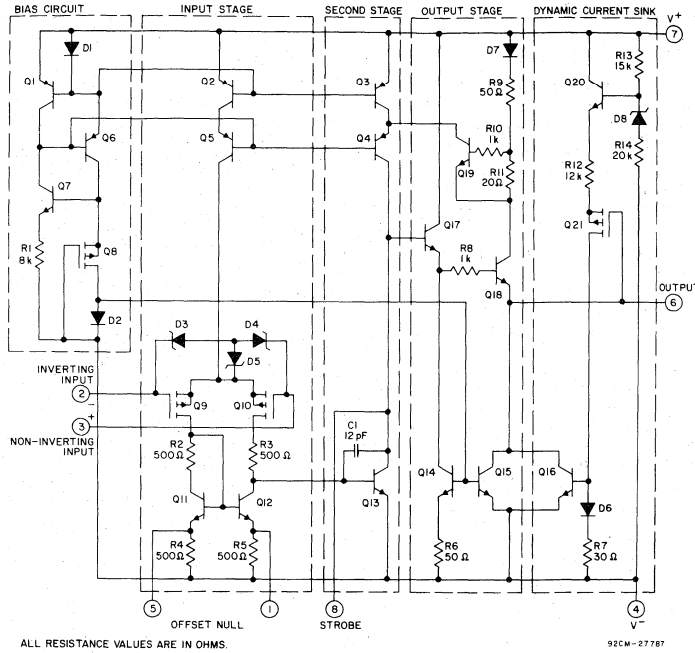 BIAS CIRCUIT
INPUT STAGE
SECOND STAGE
OUTPUT STAGE
DYNAMIC CURRENT SINK
V+
7
D1
Q1
Q2
Q3
D7
R9
50Ω
Q20
R13
15k
D8
Q6
Q5
Q4
R10
1k
Q19
R11
20Ω
R14
20k
Q7
R12
12k
R1
8k
Q8
Q17
R8
1k
Q18
Q21
OUTPUT
6
D2
D3
D4
D5
INVERTING
INPUT
2
−
Q9
Q10
+
3
NON-INVERTING
INPUT
R2
500Ω
R3
500Ω
C1
12pF
Q11
Q12
Q13
Q14
Q15
Q16
D6
R4
500Ω
R5
500Ω
R6
50Ω
R7
30Ω
5
1
8
4
OFFSET NULL
STROBE
V−
ALL RESISTANCE VALUES ARE IN OHMS.
92CM-27787